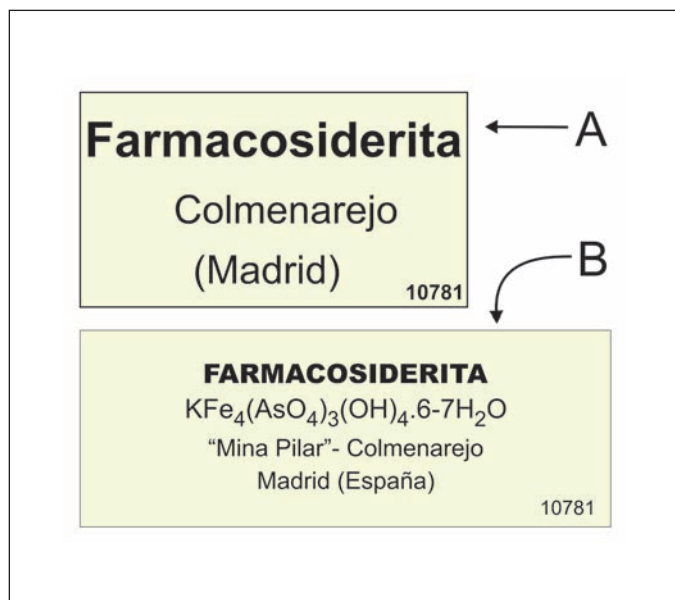 Farmacosiderita
Colmenarejo
(Madrid)
10781
A
B
FARMACOSIDERITA
KFe₄(AsO₄)₃(OH)₄.6-7H₂O
“Mina Pilar”- Colmenarejo
Madrid (España)
10781